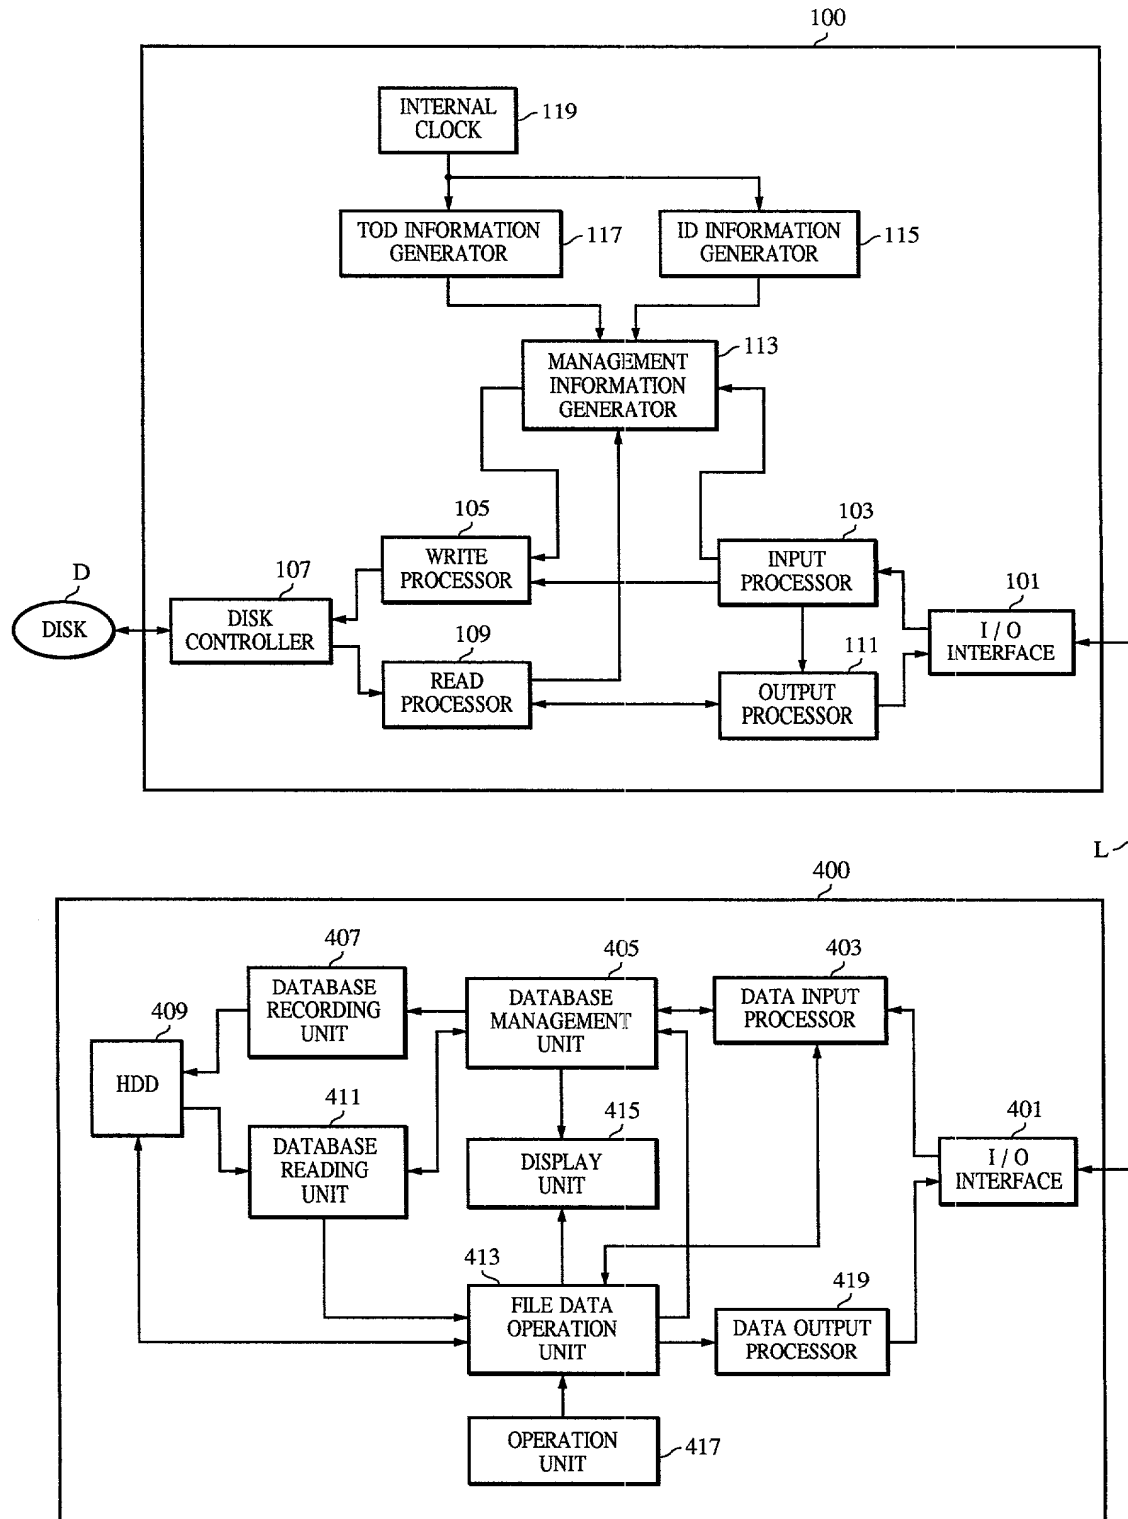 100
INTERNAL
CLOCK
119
TOD INFORMATION
GENERATOR
117
ID INFORMATION
GENERATOR
115
MANAGEMENT
INFORMATION
GENERATOR
113
105
WRITE
PROCESSOR
103
INPUT
PROCESSOR
D
DISK
107
DISK
CONTROLLER
101
I / O
INTERFACE
109
READ
PROCESSOR
111
OUTPUT
PROCESSOR
L
400
407
DATABASE
RECORDING
UNIT
405
DATABASE
MANAGEMENT
UNIT
403
DATA INPUT
PROCESSOR
409
HDD
411
DATABASE
READING
UNIT
415
DISPLAY
UNIT
401
I / O
INTERFACE
413
FILE DATA
OPERATION
UNIT
419
DATA OUTPUT
PROCESSOR
OPERATION
UNIT
417